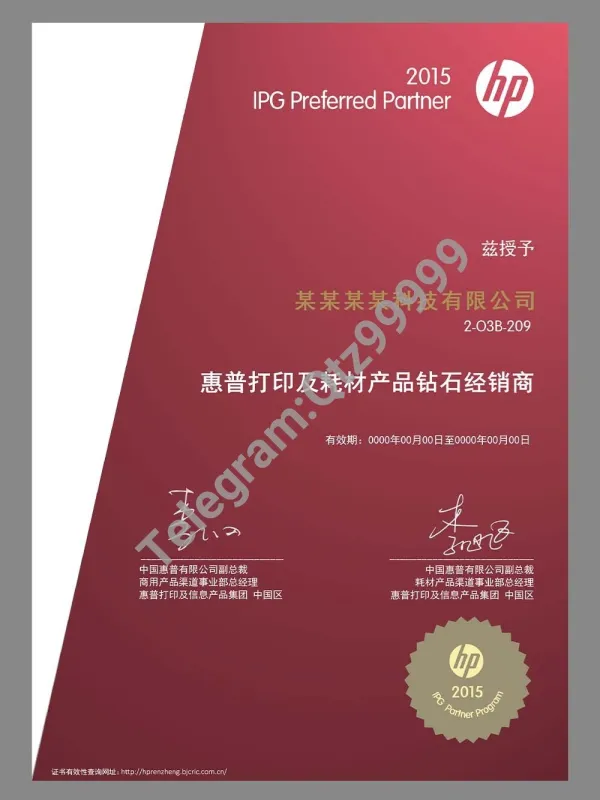 2015
IPG Preferred Partner
hp
兹授予
某某某某科技有限公司
2-O3B-209
惠普打印及耗材产品钻石经销商
有效期：0000年00月00日至0000年00月00日
中国惠普有限公司副总裁
商用产品渠道事业部总经理
惠普打印及信息产品集团 中国区
中国惠普有限公司副总裁
耗材产品渠道事业部总经理
惠普打印及信息产品集团 中国区
hp
2015
IPG Partner Program
证书有效性查询网址：http://hprenzheng.bjcric.com.cn/
Telegram:Qtz99999